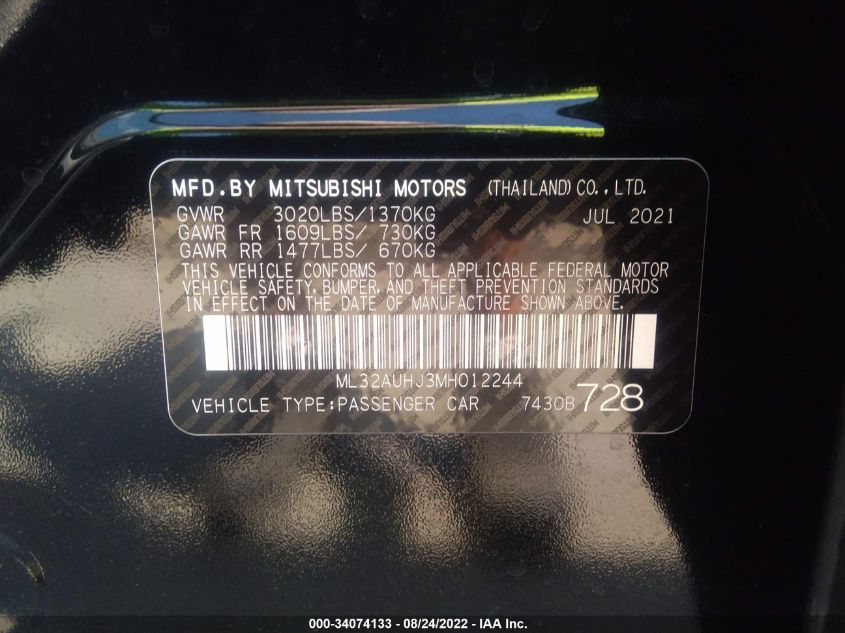 MFD.BY MITSUBISHI MOTORS (THAILAND)CO.,LTD.
GVWR 3020LBS/1370KG JUL 2021
GAWR FR 1609LBS/ 730KG
GAWR RR 1477LBS/ 670KG
THIS VEHICLE CONFORMS TO ALL APPLICABLE FEDERAL MOTOR
VEHICLE SAFETY, BUMPER, AND THEFT PREVENTION STANDARDS
IN EFFECT ON THE DATE OF MANUFACTURE SHOWN ABOVE.
ML32AUHJ3MH012244
VEHICLE TYPE:PASSENGER CAR 7430B 728
000-34074133 - 08/24/2022 - IAA Inc.